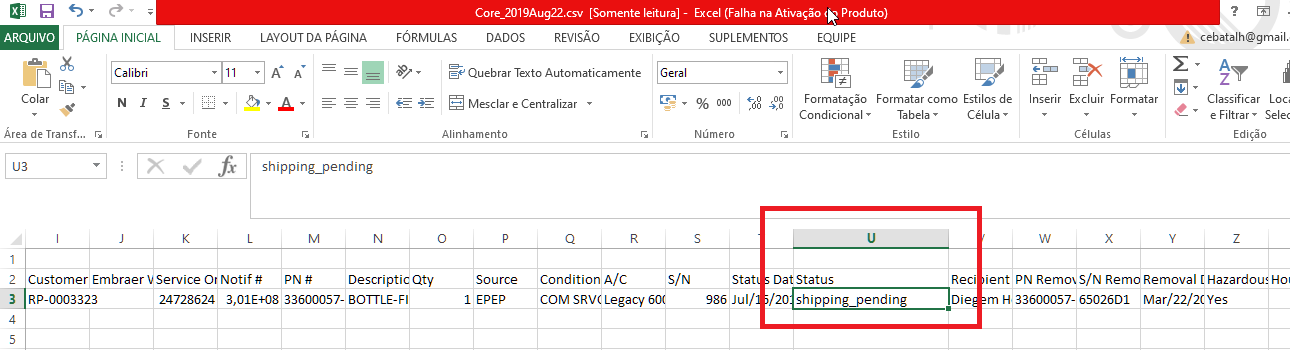 Core_2019Aug22.csv [Somente leitura] - Excel (Falha na Ativação do Produto)
ARQUIVO PÁGINA INICIAL INSERIR LAYOUT DA PÁGINA FÓRMULAS DADOS REVISÃO EXIBIÇÃO SUPLEMENTOS EQUIPE cebatalh@gmail.
Calibri 11 Quebrar Texto Automaticamente Geral
Colar N I S Mesclar e Centralizar % 000 Formatação Condicional Formatar como Tabela Estilos de Célula Inserir Excluir Formatar Classificar e Filtrar Loca Selec
Área de Transf... Fonte Alinhamento Número Estilo Células Edição
U3 fx shipping_pending
I J K L M N O P Q R S T U V W X Y Z
1
2 Customer Embraer W Service Or Notif # PN # Descriptio Qty Source Condition A/C S/N Status Dat Status Recipient PN Remov S/N Remo Removal D Hazardous Hou
3 RP-0003323 24728624 3,01E+08 33600057- BOTTLE-FI 1 EPEP COM SRVC Legacy 600 986 Jul/15/201 shipping_pending Diegem H 33600057- 65026D1 Mar/22/20 Yes
4
5